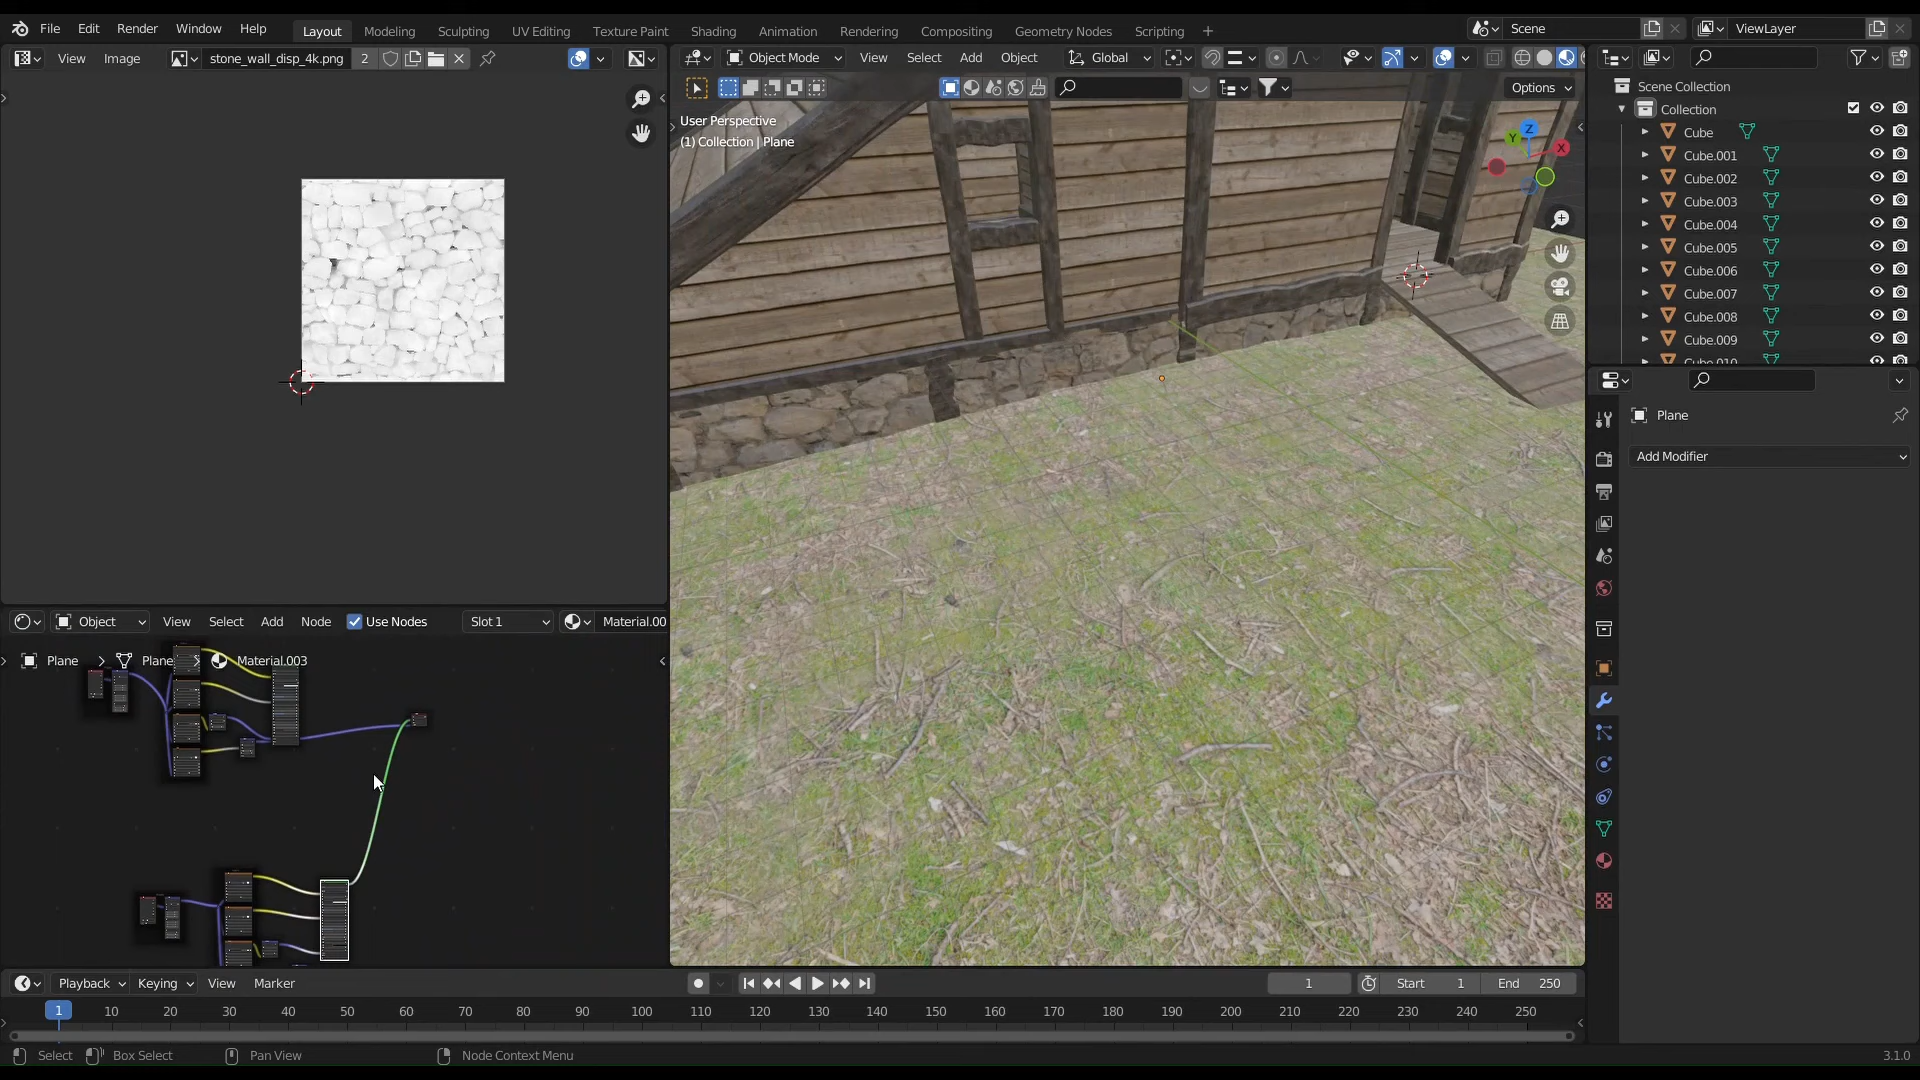 File Edit Render Window Help Layout Modeling Sculpting UV Editing Texture Paint Shading Animation Rendering Compositing Geometry Nodes Scripting + Scene ViewLayer
View Image stone_wall_disp_4k.png 2
Object Mode View Select Add Object Global
Options
User Perspective
(1) Collection | Plane
Z
Y
X
Scene Collection
Collection
Cube
Cube.001
Cube.002
Cube.003
Cube.004
Cube.005
Cube.006
Cube.007
Cube.008
Cube.009
Cube.010
Plane
Add Modifier
Object View Select Add Node Use Nodes Slot 1 Material.00
Plane > Plane > Material.003
Playback Keying View Marker 1 Start 1 End 250
1 10 20 30 40 50 60 70 80 90 100 110 120 130 140 150 160 170 180 190 200 210 220 230 240 250
Select Box Select Pan View Node Context Menu 3.1.0